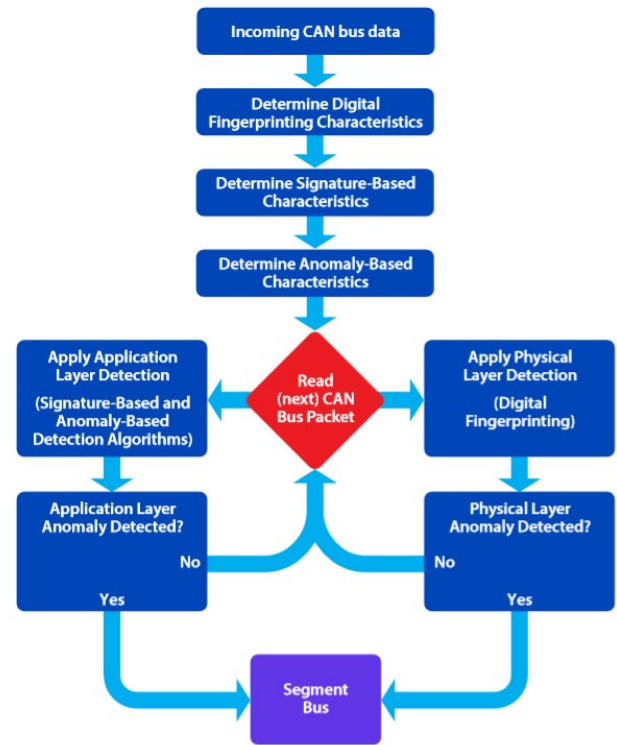 Incoming CAN bus data
Determine Digital
Fingerprinting Characteristics
Determine Signature-Based
Characteristics
Determine Anomaly-Based
Characteristics
Apply Application
Layer Detection
(Signature-Based and
Anomaly-Based
Detection Algorithms)
Read
(next) CAN
Bus Packet
Apply Physical
Layer Detection
(Digital
Fingerprinting)
Application Layer
Anomaly Detected?
No
Yes
Physical Layer
Anomaly Detected?
No
Yes
Segment
Bus